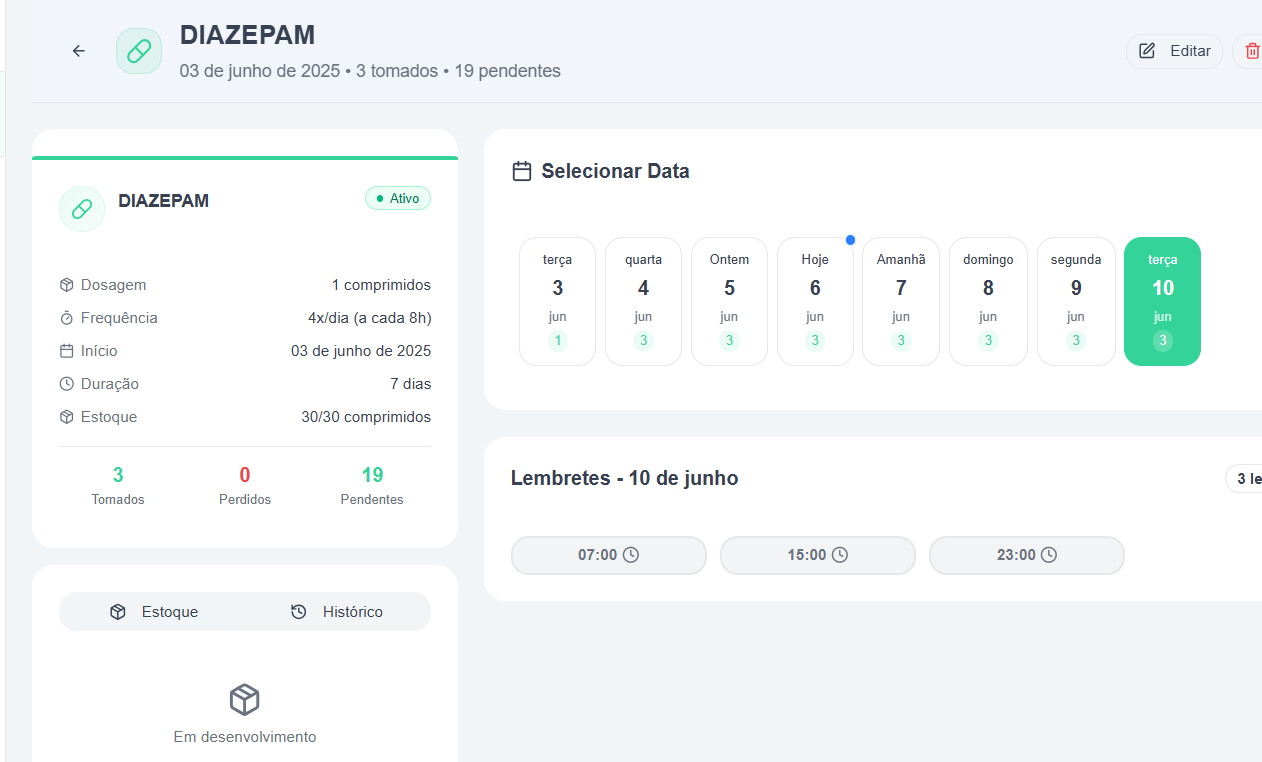 DIAZEPAM
03 de junho de 2025 • 3 tomados • 19 pendentes
Editar
DIAZEPAM
Ativo
Dosagem 1 comprimidos
Frequência 4x/dia (a cada 8h)
Início 03 de junho de 2025
Duração 7 dias
Estoque 30/30 comprimidos
3 0 19
Tomados Perdidos Pendentes
Estoque Histórico
Em desenvolvimento
Selecionar Data
terça quarta Ontem Hoje Amanhã domingo segunda terça
3 4 5 6 7 8 9 10
jun jun jun jun jun jun jun jun
1 3 3 3 3 3 3 3
Lembretes - 10 de junho
3 le
07:00 15:00 23:00